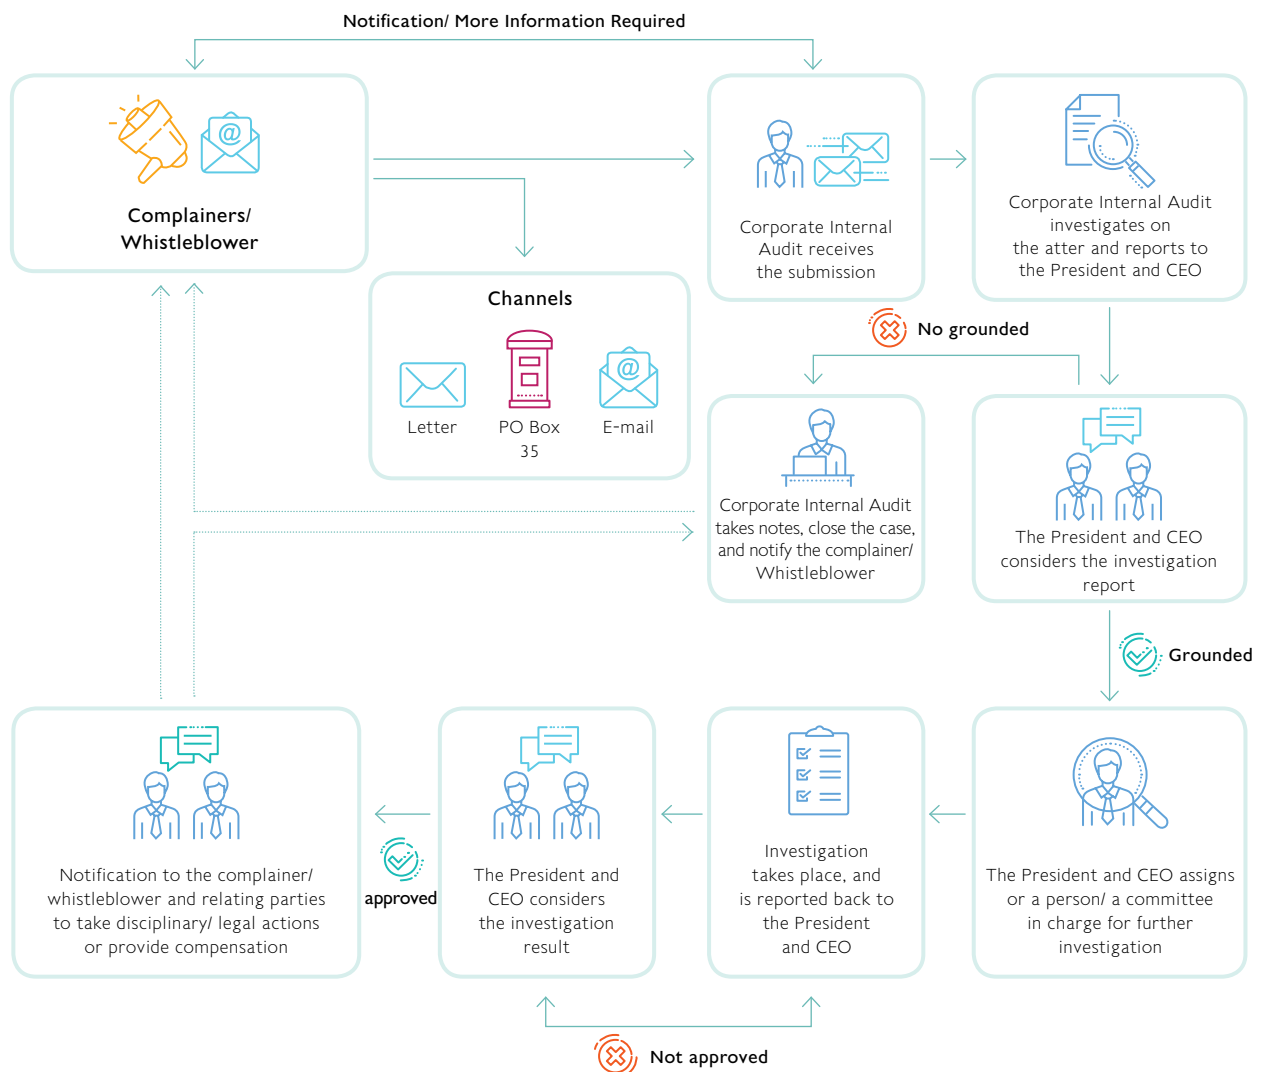 Notification/ More Information Required
Complainers/
Whistleblower
Corporate Internal
Audit receives
the submission
Corporate Internal Audit
investigates on
the atter and reports to
the President and CEO
Channels
Letter
PO Box
35
E-mail
No grounded
Corporate Internal Audit
takes notes, close the case,
and notify the complainer/
Whistleblower
The President and CEO
considers the investigation
report
Grounded
Notification to the complainer/
whistleblower and relating parties
to take disciplinary/ legal actions
or provide compensation
approved
The President and
CEO considers
the investigation
result
Investigation
takes place, and
is reported back to
the President
and CEO
The President and CEO assigns
or a person/ a committee
in charge for further
investigation
Not approved